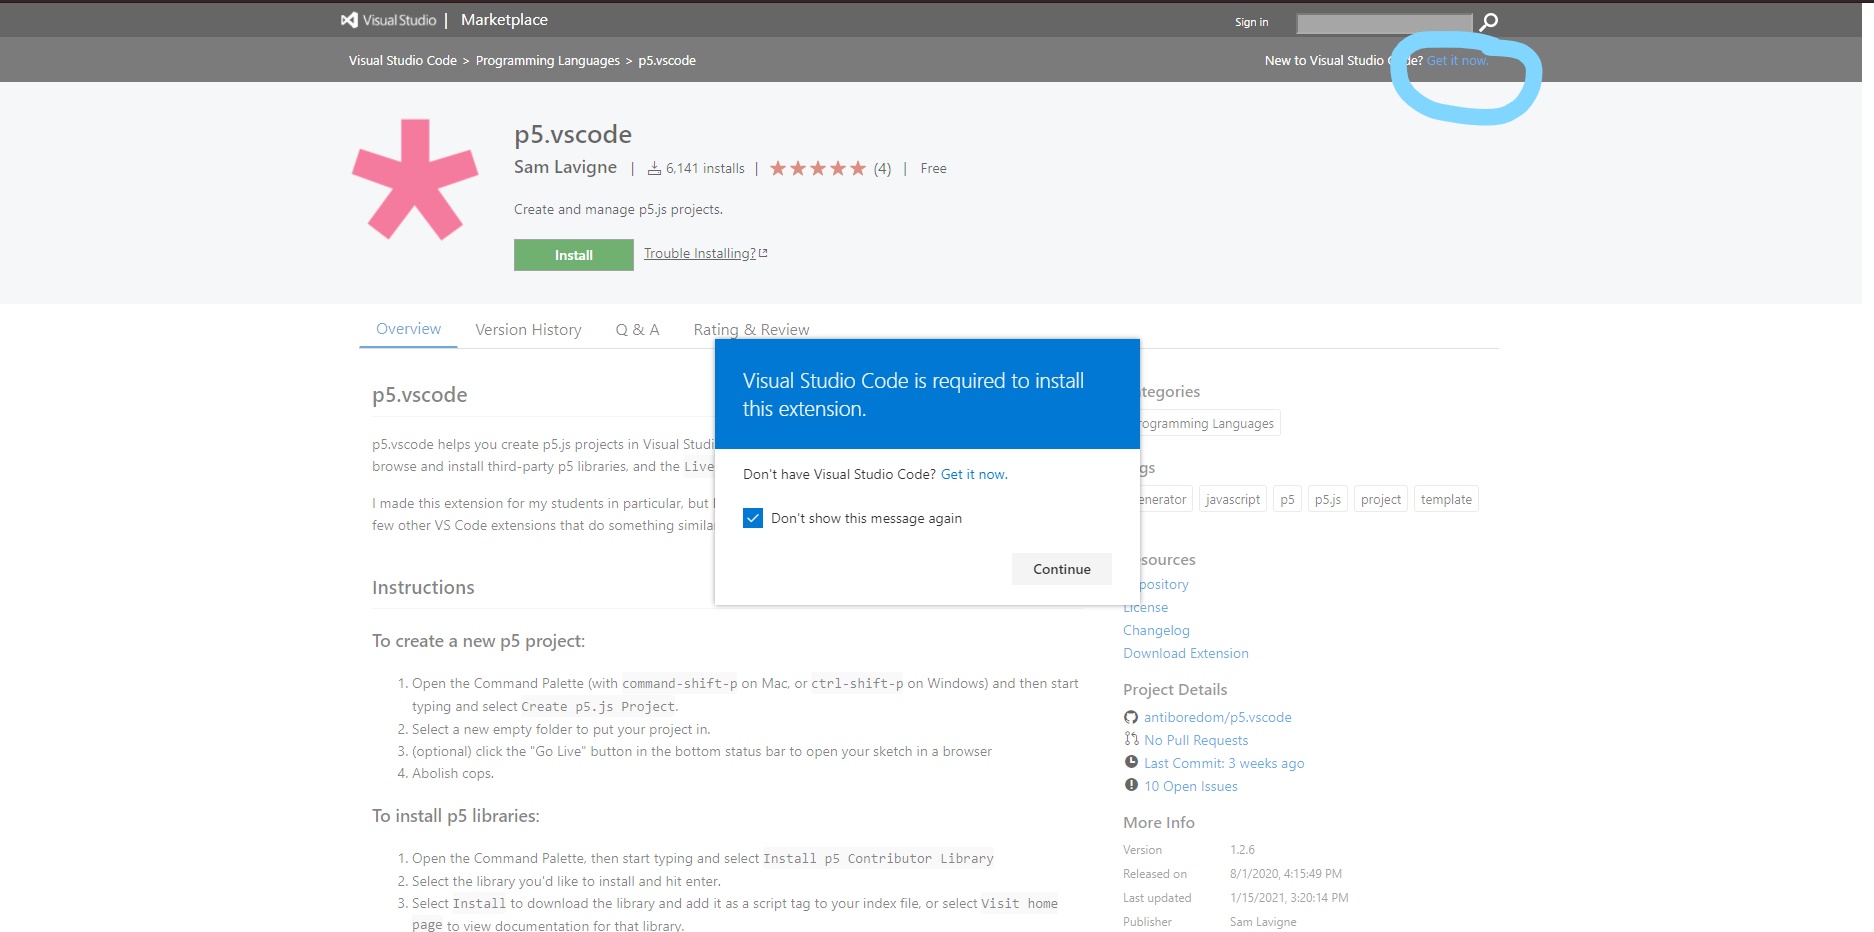 Visual Studio | Marketplace
Sign in
Visual Studio Code > Programming Languages > p5.vscode
New to Visual Studio de? Get it now.
p5.vscode
Sam Lavigne | 6,141 installs | (4) | Free
Create and manage p5.js projects.
Install Trouble Installing?
Overview Version History Q & A Rating & Review
Visual Studio Code is required to install
this extension.
Don't have Visual Studio Code? Get it now.
Don't show this message again
Continue
p5.vscode
p5.vscode helps you create p5.js projects in Visual Studi
browse and install third-party p5 libraries, and the Live
I made this extension for my students in particular, but
few other VS Code extensions that do something simila
Instructions
To create a new p5 project:
1. Open the Command Palette (with command-shift-p on Mac, or ctrl-shift-p on Windows) and then start
typing and select Create p5.js Project.
2. Select a new empty folder to put your project in.
3. (optional) click the "Go Live" button in the bottom status bar to open your sketch in a browser
4. Abolish cops.
To install p5 libraries:
1. Open the Command Palette, then start typing and select Install p5 Contributor Library
2. Select the library you'd like to install and hit enter.
3. Select Install to download the library and add it as a script tag to your index file, or select Visit home
page to view documentation for that library.
tegories
rogramming Languages
gs
enerator javascript p5 p5.js project template
sources
pository
License
Changelog
Download Extension
Project Details
antiboredom/p5.vscode
No Pull Requests
Last Commit: 3 weeks ago
10 Open Issues
More Info
Version 1.2.6
Released on 8/1/2020, 4:15:49 PM
Last updated 1/15/2021, 3:20:14 PM
Publisher Sam Lavigne